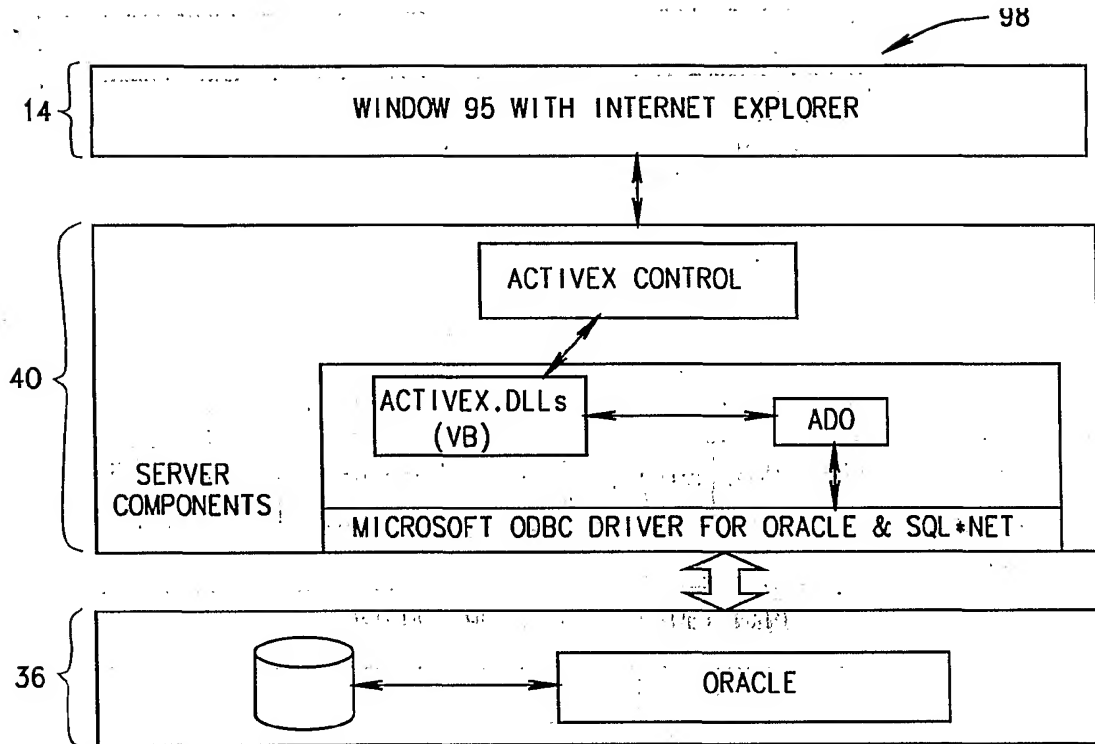 98
14
WINDOW 95 WITH INTERNET EXPLORER
ACTIVEX CONTROL
40
ACTIVEX.DLLs
(VB)
ADO
SERVER
COMPONENTS
MICROSOFT ODBC DRIVER FOR ORACLE & SQL*NET
36
ORACLE